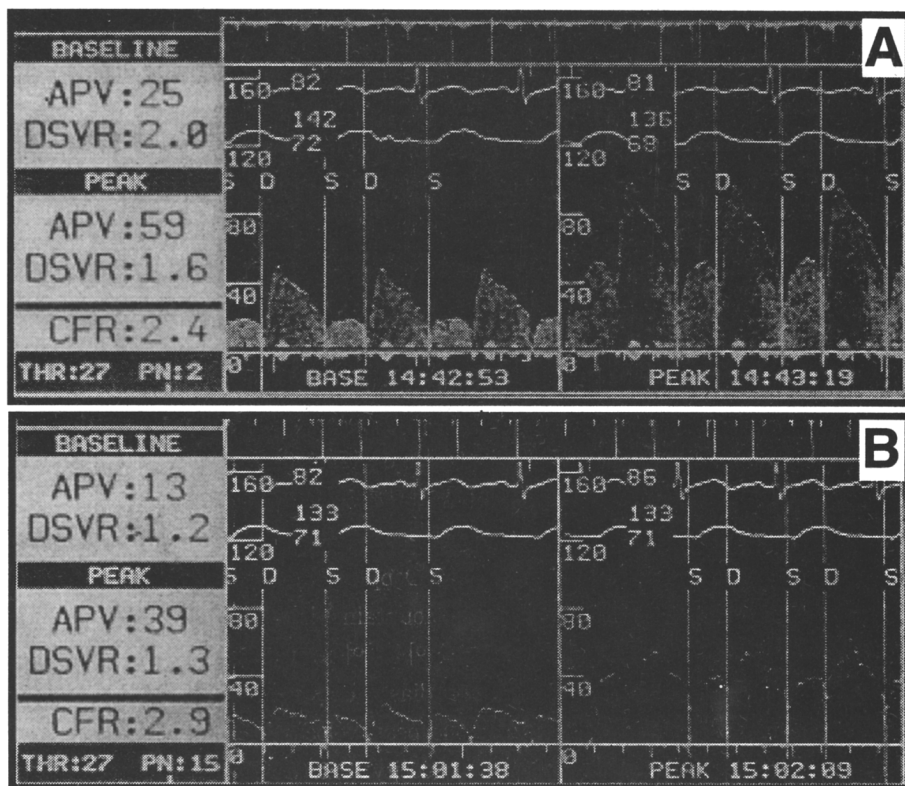 A
BASELINE
APV:25
DSVR:2.0
PEAK
APV:59
DSVR:1.6
CFR:2.4
THR:27 PN:2
160 82
142
72
120
S D S D S
80
40
0
BASE 14:42:53
160 81
136
68
120
S D S D S
80
40
0
PEAK 14:43:19
B
BASELINE
APV:13
DSVR:1.2
PEAK
APV:39
DSVR:1.3
CFR:2.9
THR:27 PN:15
160 82
133
71
120
S D S D S
80
40
0
BASE 15:01:38
160 86
133
71
120
S D S D S
80
40
0
PEAK 15:02:09